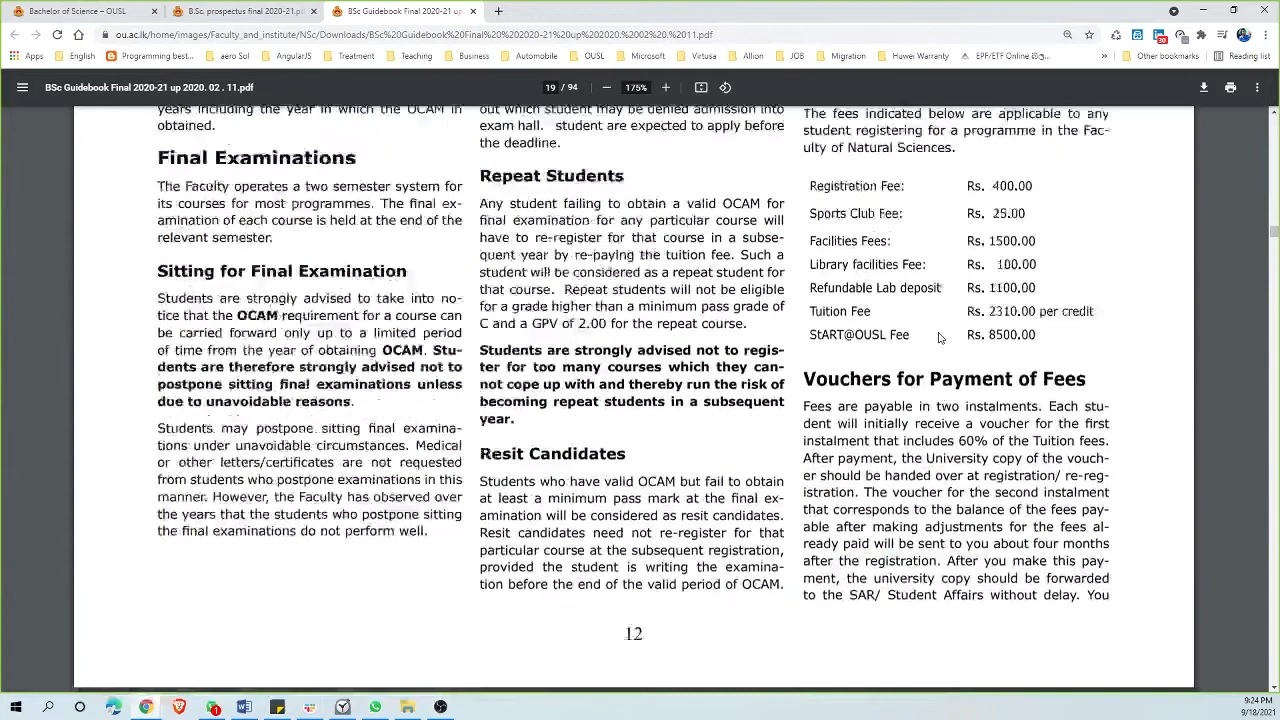 Bachelor of Science – OUSL
B.Sc. prospectus final 2020-21.pd
BSc Guidebook Final 2020-21 up
ou.ac.lk/home/images/Faculty_and_institute/NSc/Downloads/BSc%20Guidebook%20Final%20%202020-21%20up%202020.%2002%20.%2011.pdf
Apps
English
Programming best...
aero Sol
AngularJS
Treatment
Teaching
Business
Automobile
OUSL
Microsoft
Virtusa
Allion
JOB
Migration
Huwei Warranty
Other bookmarks
Reading list
BSc Guidebook Final 2020-21 up 2020. 02 . 11.pdf
19 / 94
175%
years including the year in which the OCAM in
obtained.
Final Examinations
The Faculty operates a two semester system for
its courses for most programmes. The final ex-
amination of each course is held at the end of the
relevant semester.
Sitting for Final Examination
Students are strongly advised to take into no-
tice that the OCAM requirement for a course can
be carried forward only up to a limited period
of time from the year of obtaining OCAM. Stu-
dents are therefore strongly advised not to
postpone sitting final examinations unless
due to unavoidable reasons.
Students may postpone sitting final examina-
tions under unavoidable circumstances. Medical
or other letters/certificates are not requested
from students who postpone examinations in this
manner. However, the Faculty has observed over
the years that the students who postpone sitting
the final examinations do not perform well.
out which student may be denied admission into
exam hall. student are expected to apply before
the deadline.
Repeat Students
Any student failing to obtain a valid OCAM for
final examination for any particular course will
have to re-register for that course in a subse-
quent year by re-paying the tuition fee. Such a
student will be considered as a repeat student for
that course. Repeat students will not be eligible
for a grade higher than a minimum pass grade of
C and a GPV of 2.00 for the repeat course.
Students are strongly advised not to regis-
ter for too many courses which they can-
not cope up with and thereby run the risk of
becoming repeat students in a subsequent
year.
Resit Candidates
Students who have valid OCAM but fail to obtain
at least a minimum pass mark at the final ex-
amination will be considered as resit candidates.
Resit candidates need not re-register for that
particular course at the subsequent registration,
provided the student is writing the examina-
tion before the end of the valid period of OCAM.
The fees indicated below are applicable to any
student registering for a programme in the Fac-
ulty of Natural Sciences.
Registration Fee: Rs. 400.00
Sports Club Fee: Rs. 25.00
Facilities Fees: Rs. 1500.00
Library facilities Fee: Rs. 100.00
Refundable Lab deposit Rs. 1100.00
Tuition Fee Rs. 2310.00 per credit
StART@OUSL Fee Rs. 8500.00
Vouchers for Payment of Fees
Fees are payable in two instalments. Each stu-
dent will initially receive a voucher for the first
instalment that includes 60% of the Tuition fees.
After payment, the University copy of the vouch-
er should be handed over at registration/ re-reg-
istration. The voucher for the second instalment
that corresponds to the balance of the fees pay-
able after making adjustments for the fees al-
ready paid will be sent to you about four months
after the registration. After you make this pay-
ment, the university copy should be forwarded
to the SAR/ Student Affairs without delay. You
12
9:24 PM
9/18/2021